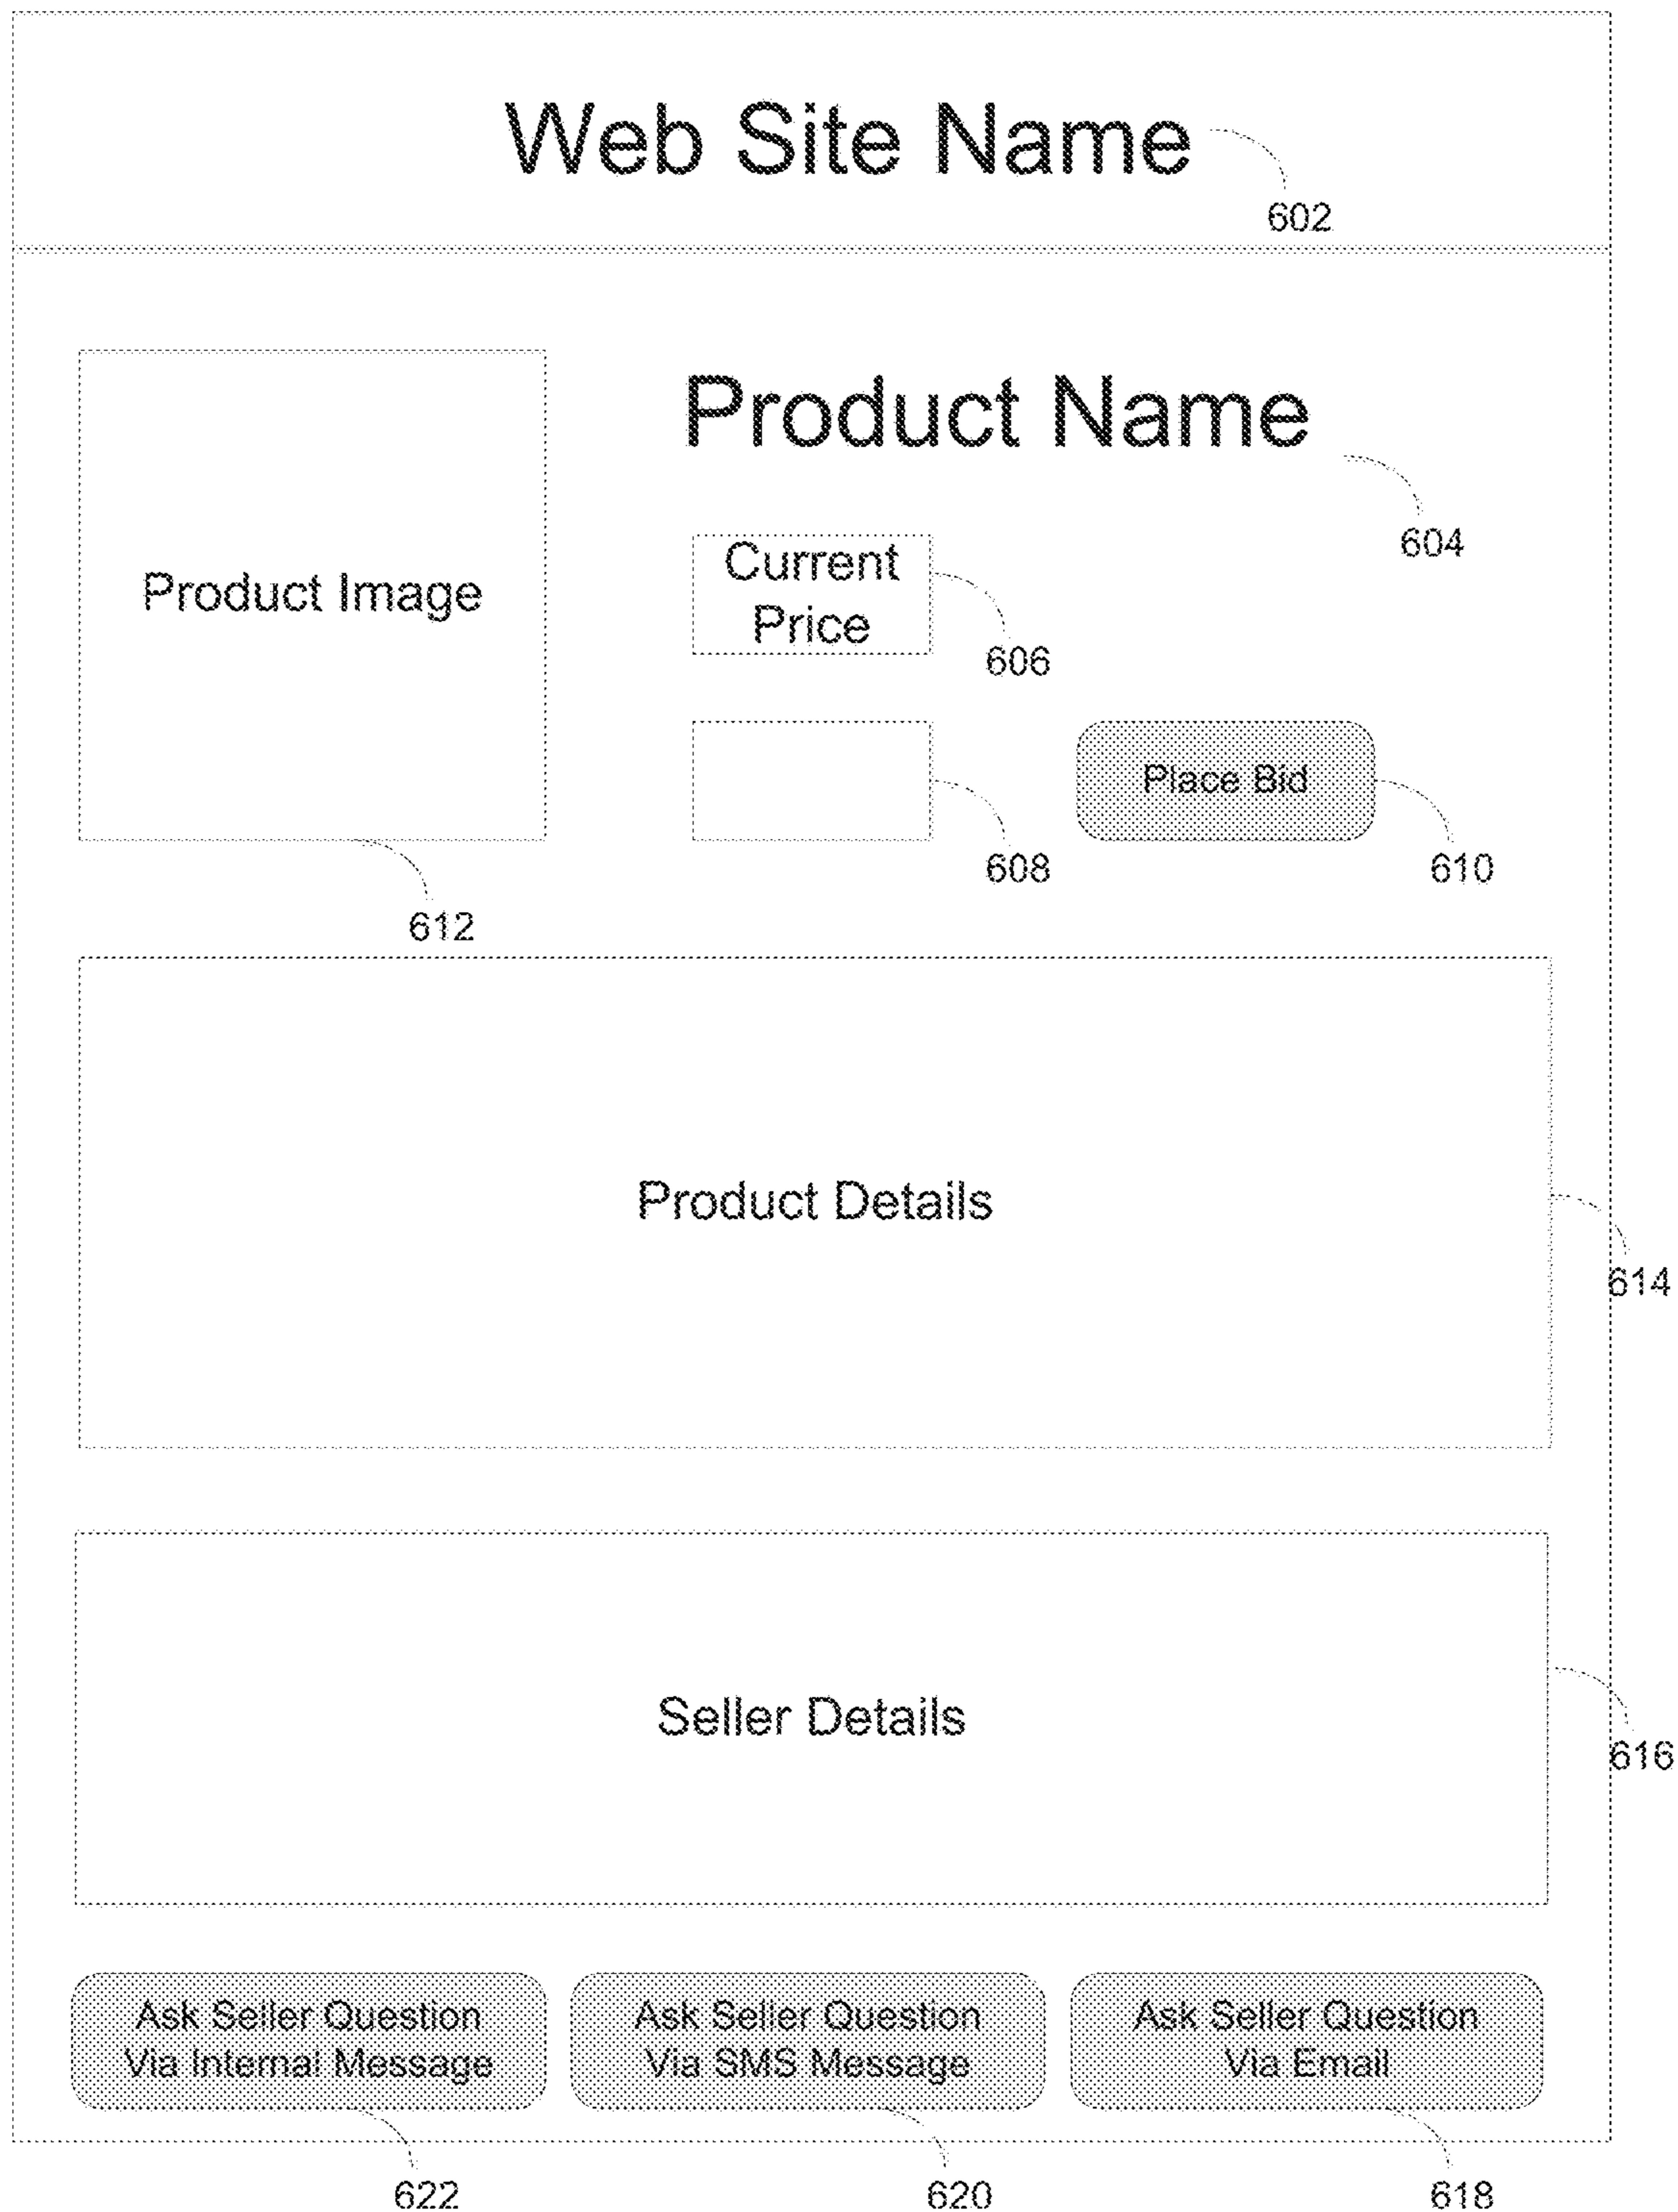 Web Site Name
602
Product Name
604
Product Image
Current
Price
606
608
Place Bid
610
612
Product Details
614
Seller Details
616
Ask Seller Question
Via Internal Message
Ask Seller Question
Via SMS Message
Ask Seller Question
Via Email
622
620
618